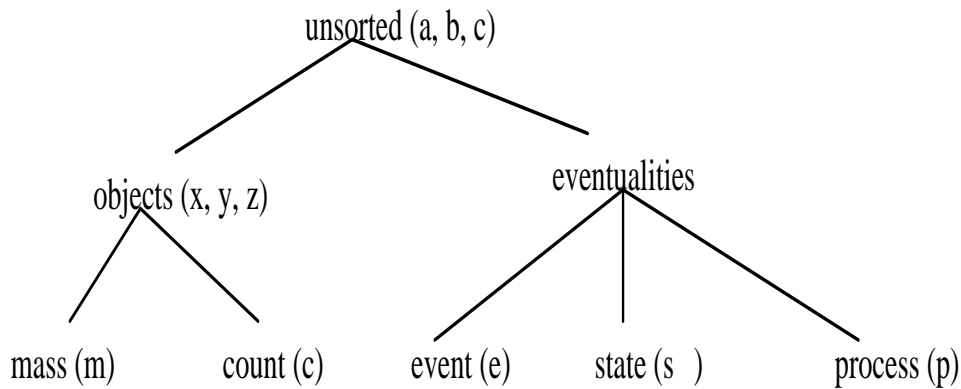 unsorted (a, b, c)
objects (x, y, z)
eventualities
mass (m)
count (c)
event (e)
state (s )
process (p)